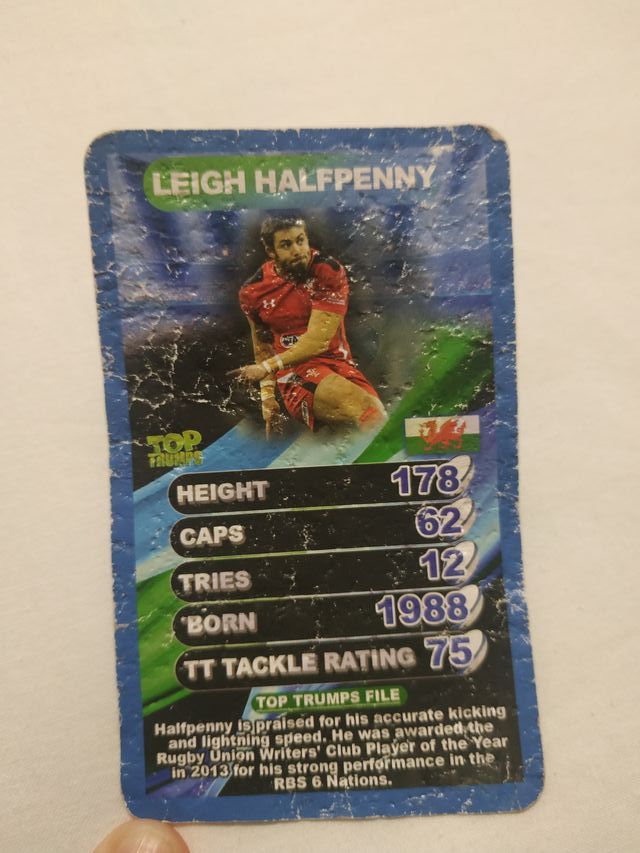 LEIGH HALFPENNY
TOP
TRUMPS
HEIGHT 178
CAPS 62
TRIES 12
BORN 1988
TT TACKLE RATING 75
TOP TRUMPS FILE
Halfpenny is praised for his accurate kicking
and lightning speed. He was awarded the
Rugby Union Writers' Club Player of the Year
in 2013 for his strong performance in the
RBS 6 Nations.